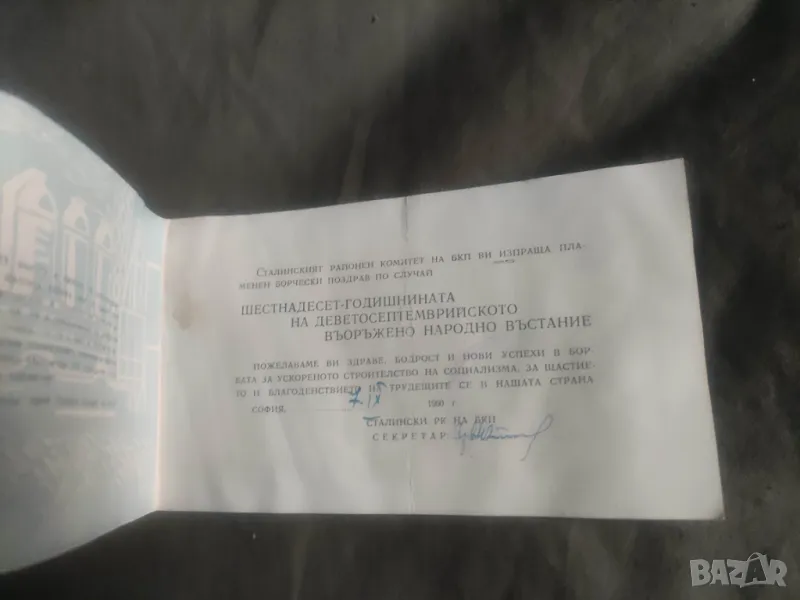 Сталинският районен комитет на БКП ви изпраща пла-
менен борчески поздрав по случай
ШЕСТНАДЕСЕТ-ГОДИШНИНАТА
НА ДЕВЕТОСЕПТЕМВРИЙСКОТО
ВЪОРЪЖЕНО НАРОДНО ВЪСТАНИЕ
ПОЖЕЛАВАМЕ ВИ ЗДРАВЕ, БОДРОСТ И НОВИ УСПЕХИ В БОР-
БАТА ЗА УСКОРЕНОТО СТРОИТЕЛСТВО НА СОЦИАЛИЗМА, ЗА ЩАСТИЕ-
ТО И БЛАГОДЕНСТВИЕТО НА ТРУДЕЩИТЕ СЕ В НАШАТА СТРАНА
СОФИЯ, 7/IX 1960 г.
СТАЛИНСКИ РК НА БКП
СЕКРЕТАР:
BAZAR